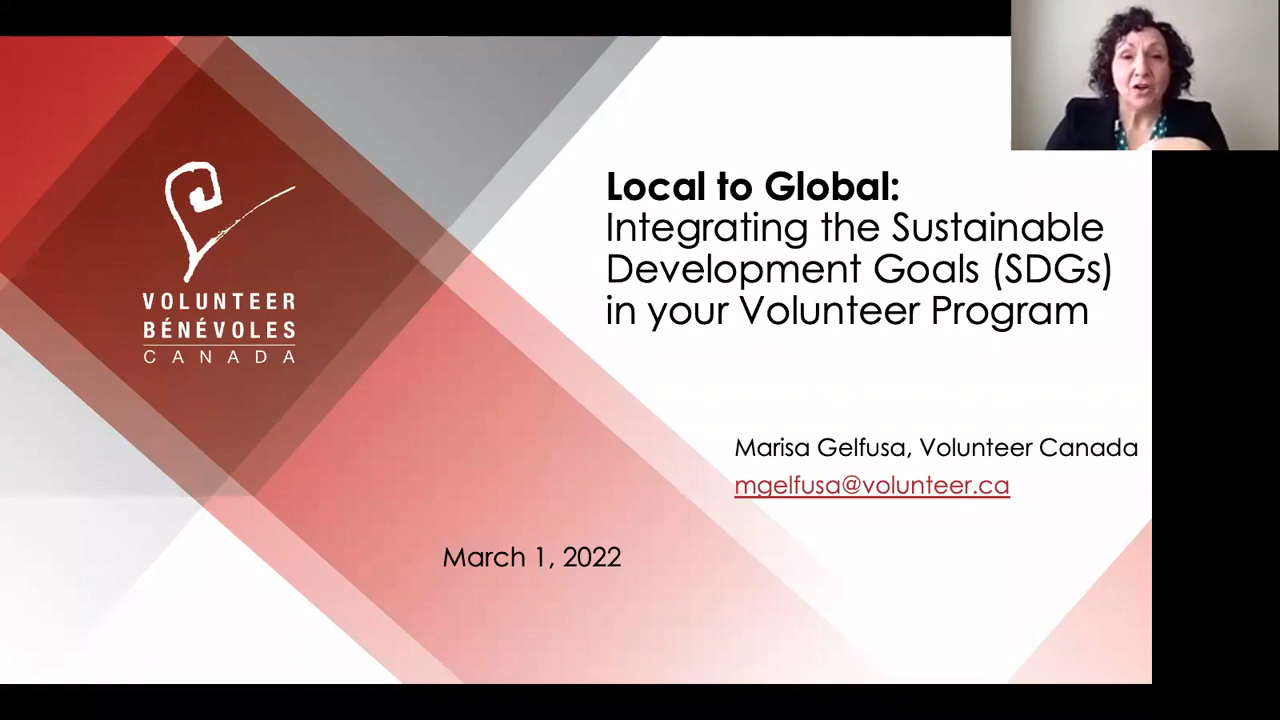 VOLUNTEER
BÉNÉVOLES
CANADA
Local to Global:
Integrating the Sustainable
Development Goals (SDGs)
in your Volunteer Program
Marisa Gelfusa, Volunteer Canada
mgelfusa@volunteer.ca
March 1, 2022